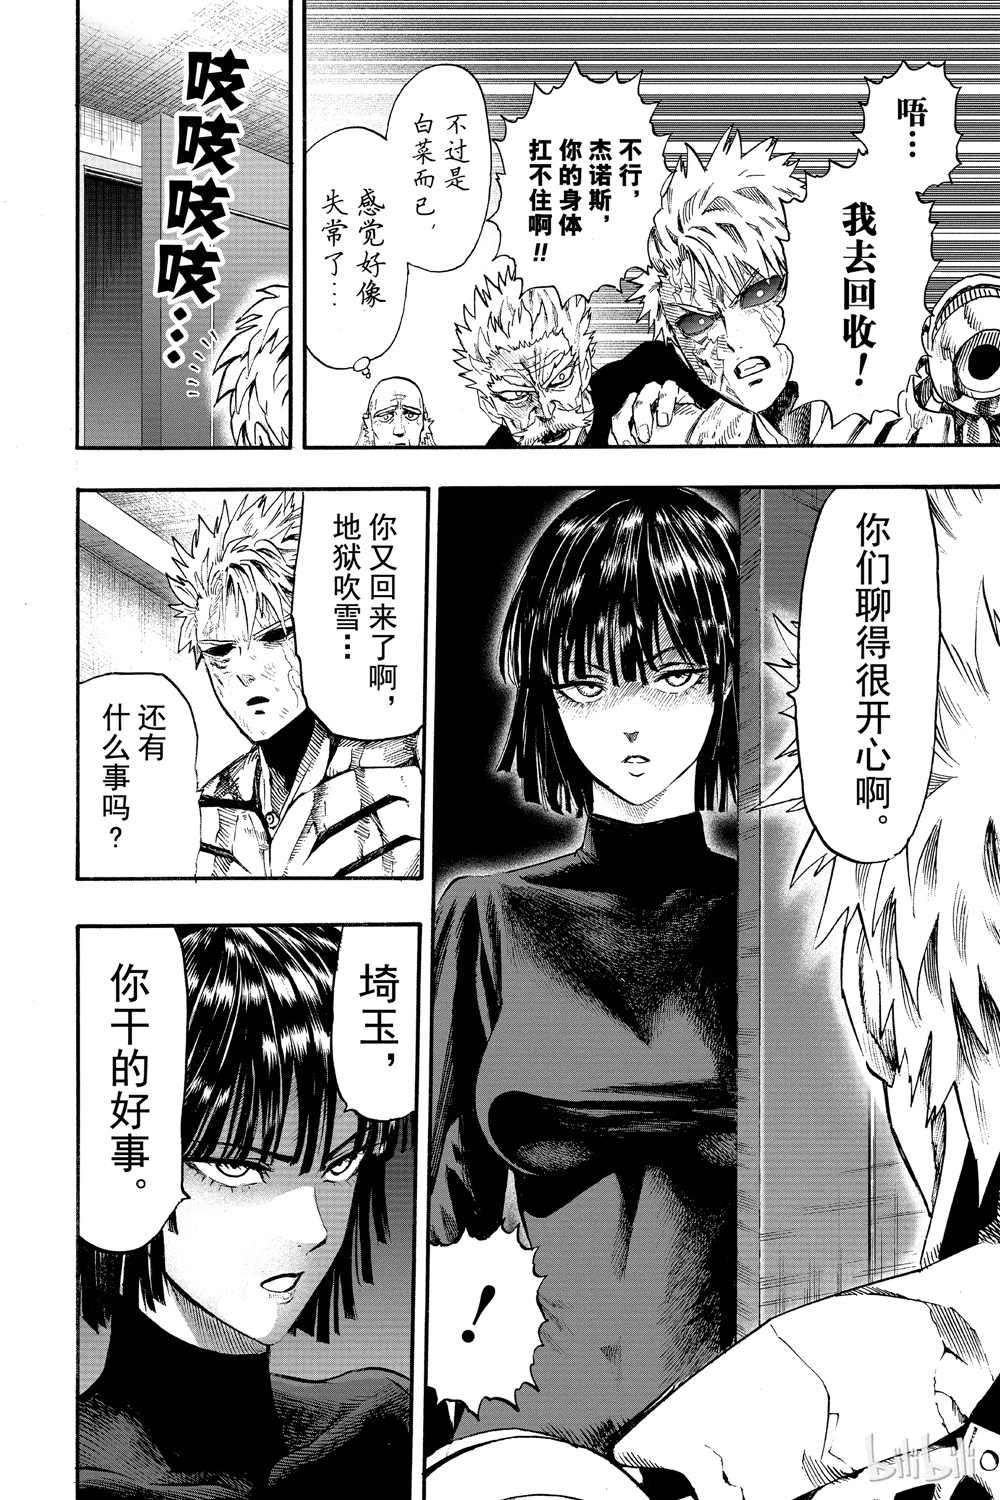 唔…
我去回收！
不行，
杰诺斯，
你的身体
扛不住啊!!
不过是
白菜而已，
感觉好像
失常了…
吱
吱
吱
吱…
你们聊得很开心啊。
！
你又回来了啊，
地狱吹雪…
还有
什么事吗？
埼玉，
你干的好事。
bilibili